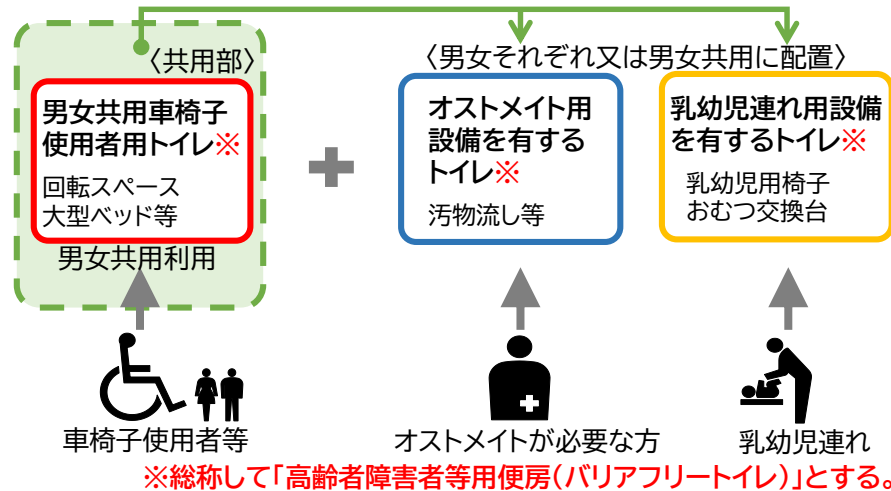 〈共用部〉
男女共用車椅子
使用者用トイレ※
回転スペース
大型ベッド等
男女共用利用
〈男女それぞれ又は男女共用に配置〉
オストメイト用
設備を有する
トイレ※
汚物流し等
乳幼児連れ用設備
を有するトイレ※
乳幼児用椅子
おむつ交換台
車椅子使用者等
オストメイトが必要な方
乳幼児連れ
※総称して「高齢者障害者等用便房(バリアフリートイレ)」とする。